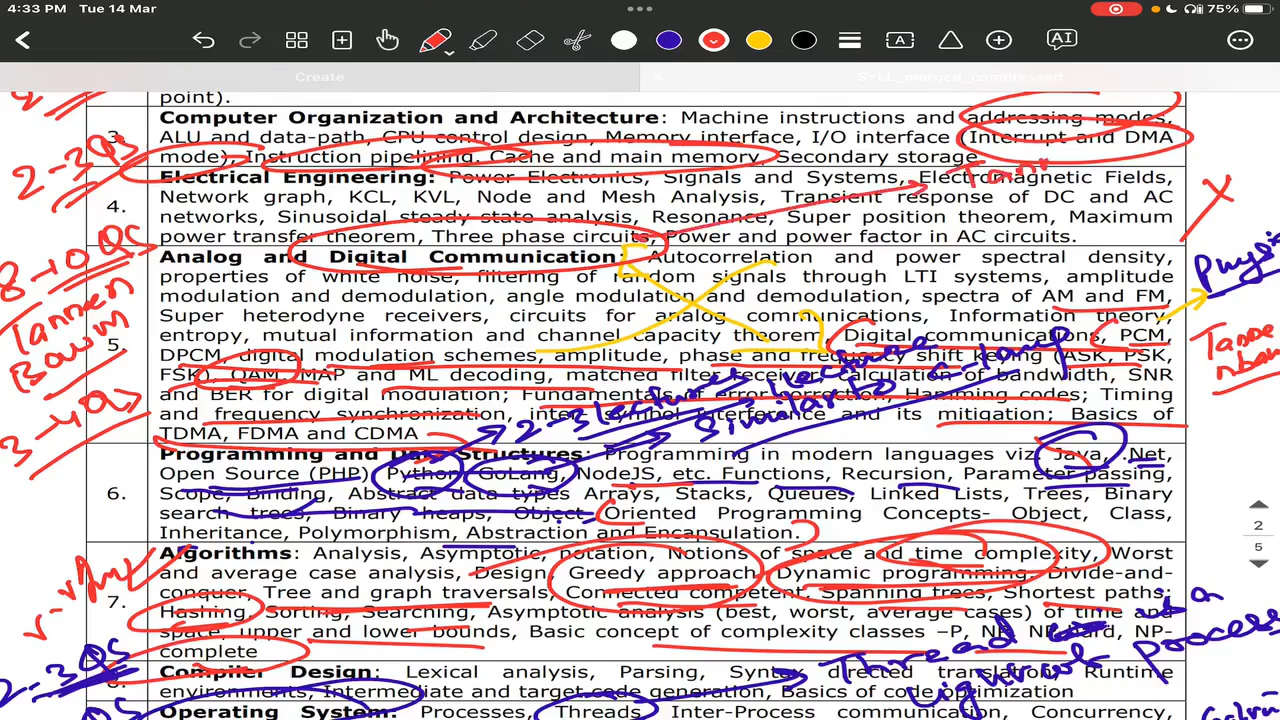 4:33 PM Tue 14 Mar
75%
A
AI
Create
SYLL_merged_compressed
point).
3.
Computer Organization and Architecture: Machine instructions and addressing modes,
ALU and data-path, CPU control design, Memory interface, I/O interface (Interrupt and DMA
mode), Instruction pipelining, Cache and main memory, Secondary storage
2-3Qs
4.
Electrical Engineering: Power Electronics, Signals and Systems, Electromagnetic Fields,
Network graph, KCL, KVL, Node and Mesh Analysis, Transient response of DC and AC
networks, Sinusoidal steady state analysis, Resonance, Super position theorem, Maximum
power transfer theorem, Three phase circuits, Power and power factor in AC circuits.
8-10 Qs
5.
Analog and Digital Communication: Autocorrelation and power spectral density,
properties of white noise, filtering of random signals through LTI systems, amplitude
modulation and demodulation, angle modulation and demodulation, spectra of AM and FM,
Super heterodyne receivers, circuits for analog communications, Information theory,
entropy, mutual information and channel capacity theorem, Digital communications, PCM,
DPCM, digital modulation schemes, amplitude, phase and frequency shift keying (ASK, PSK,
FSK), QAM, MAP and ML decoding, matched filter receiver, calculation of bandwidth, SNR
and BER for digital modulation; Fundamentals of error correction, Hamming codes; Timing
and frequency synchronization, inter symbol interference and its mitigation; Basics of
TDMA, FDMA and CDMA
3-4Qs
2-3 lecture
Similar to
6.
Programming and Data Structures: Programming in modern languages viz. Java, .Net,
Open Source (PHP) Python GoLang, NodeJS, etc. Functions, Recursion, Parameter passing,
Scope, Binding, Abstract data types Arrays, Stacks, Queues, Linked Lists, Trees, Binary
search trees, Binary heaps, Object Oriented Programming Concepts- Object, Class,
Inheritance, Polymorphism, Abstraction and Encapsulation.
7.
Algorithms: Analysis, Asymptotic, notation, Notions of space and time complexity, Worst
and average case analysis, Design, Greedy approach, Dynamic programming, Divide-and-
conquer, Tree and graph traversals, Connected competent, Spanning trees, Shortest paths,
Hashing, Sorting, Searching, Asymptotic analysis (best, worst, average cases) of time and
space, upper and lower bounds, Basic concept of complexity classes –P, NP, NP-hard, NP-
complete
2-3Qs
8.
Compiler Design: Lexical analysis, Parsing, Syntax directed translation, Runtime
environments, Intermediate and target code generation, Basics of code optimization
Thread
process
Operating System: Processes, Threads, Inter-Process communication, Concurrency,
2
5